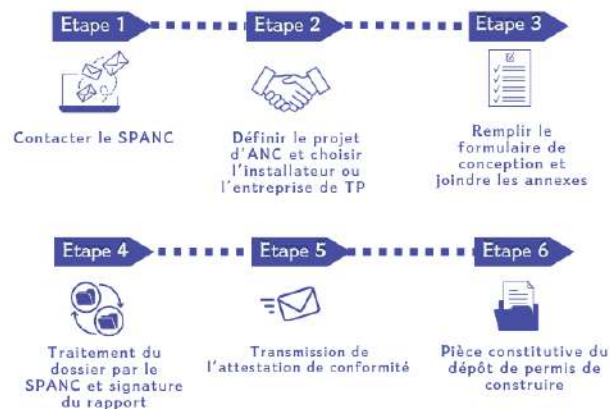 Etape 1
Etape 2
Etape 3
Contacter le SPANC
Définir le projet
d'ANC et choisir
l'installateur ou
l'entreprise de TP
Remplir le
formulaire de
conception et
joindre les annexes
Etape 4
Etape 5
Etape 6
Traitement du
dossier par le
SPANC et signature
du rapport
Transmission de
l'attestation de conformité
Pièce constitutive du
dépôt de permis de
construire